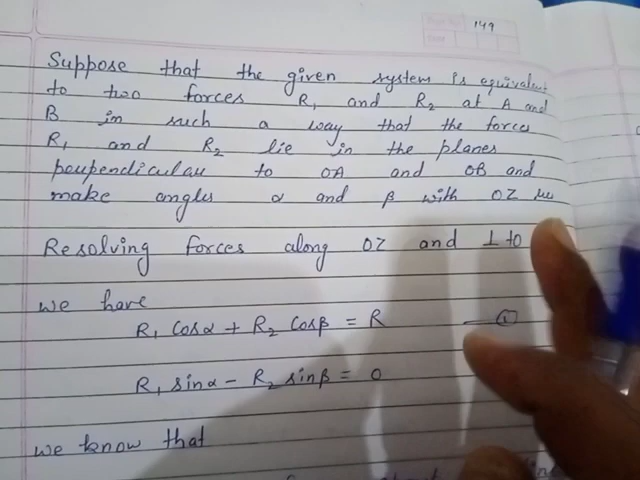 Page No. 149
Date
Suppose that the given system is equivalent
to two forces R₁ and R₂ at A and
B in such a way that the forces
R₁ and R₂ lie in the planes
perpendicular to OA and OB and
make angles α and β with OZ
Resolving forces along OZ and ⊥ to
we have
R₁ cosα + R₂ cosβ = R —①
R₁ sinα - R₂ sinβ = 0
we know that